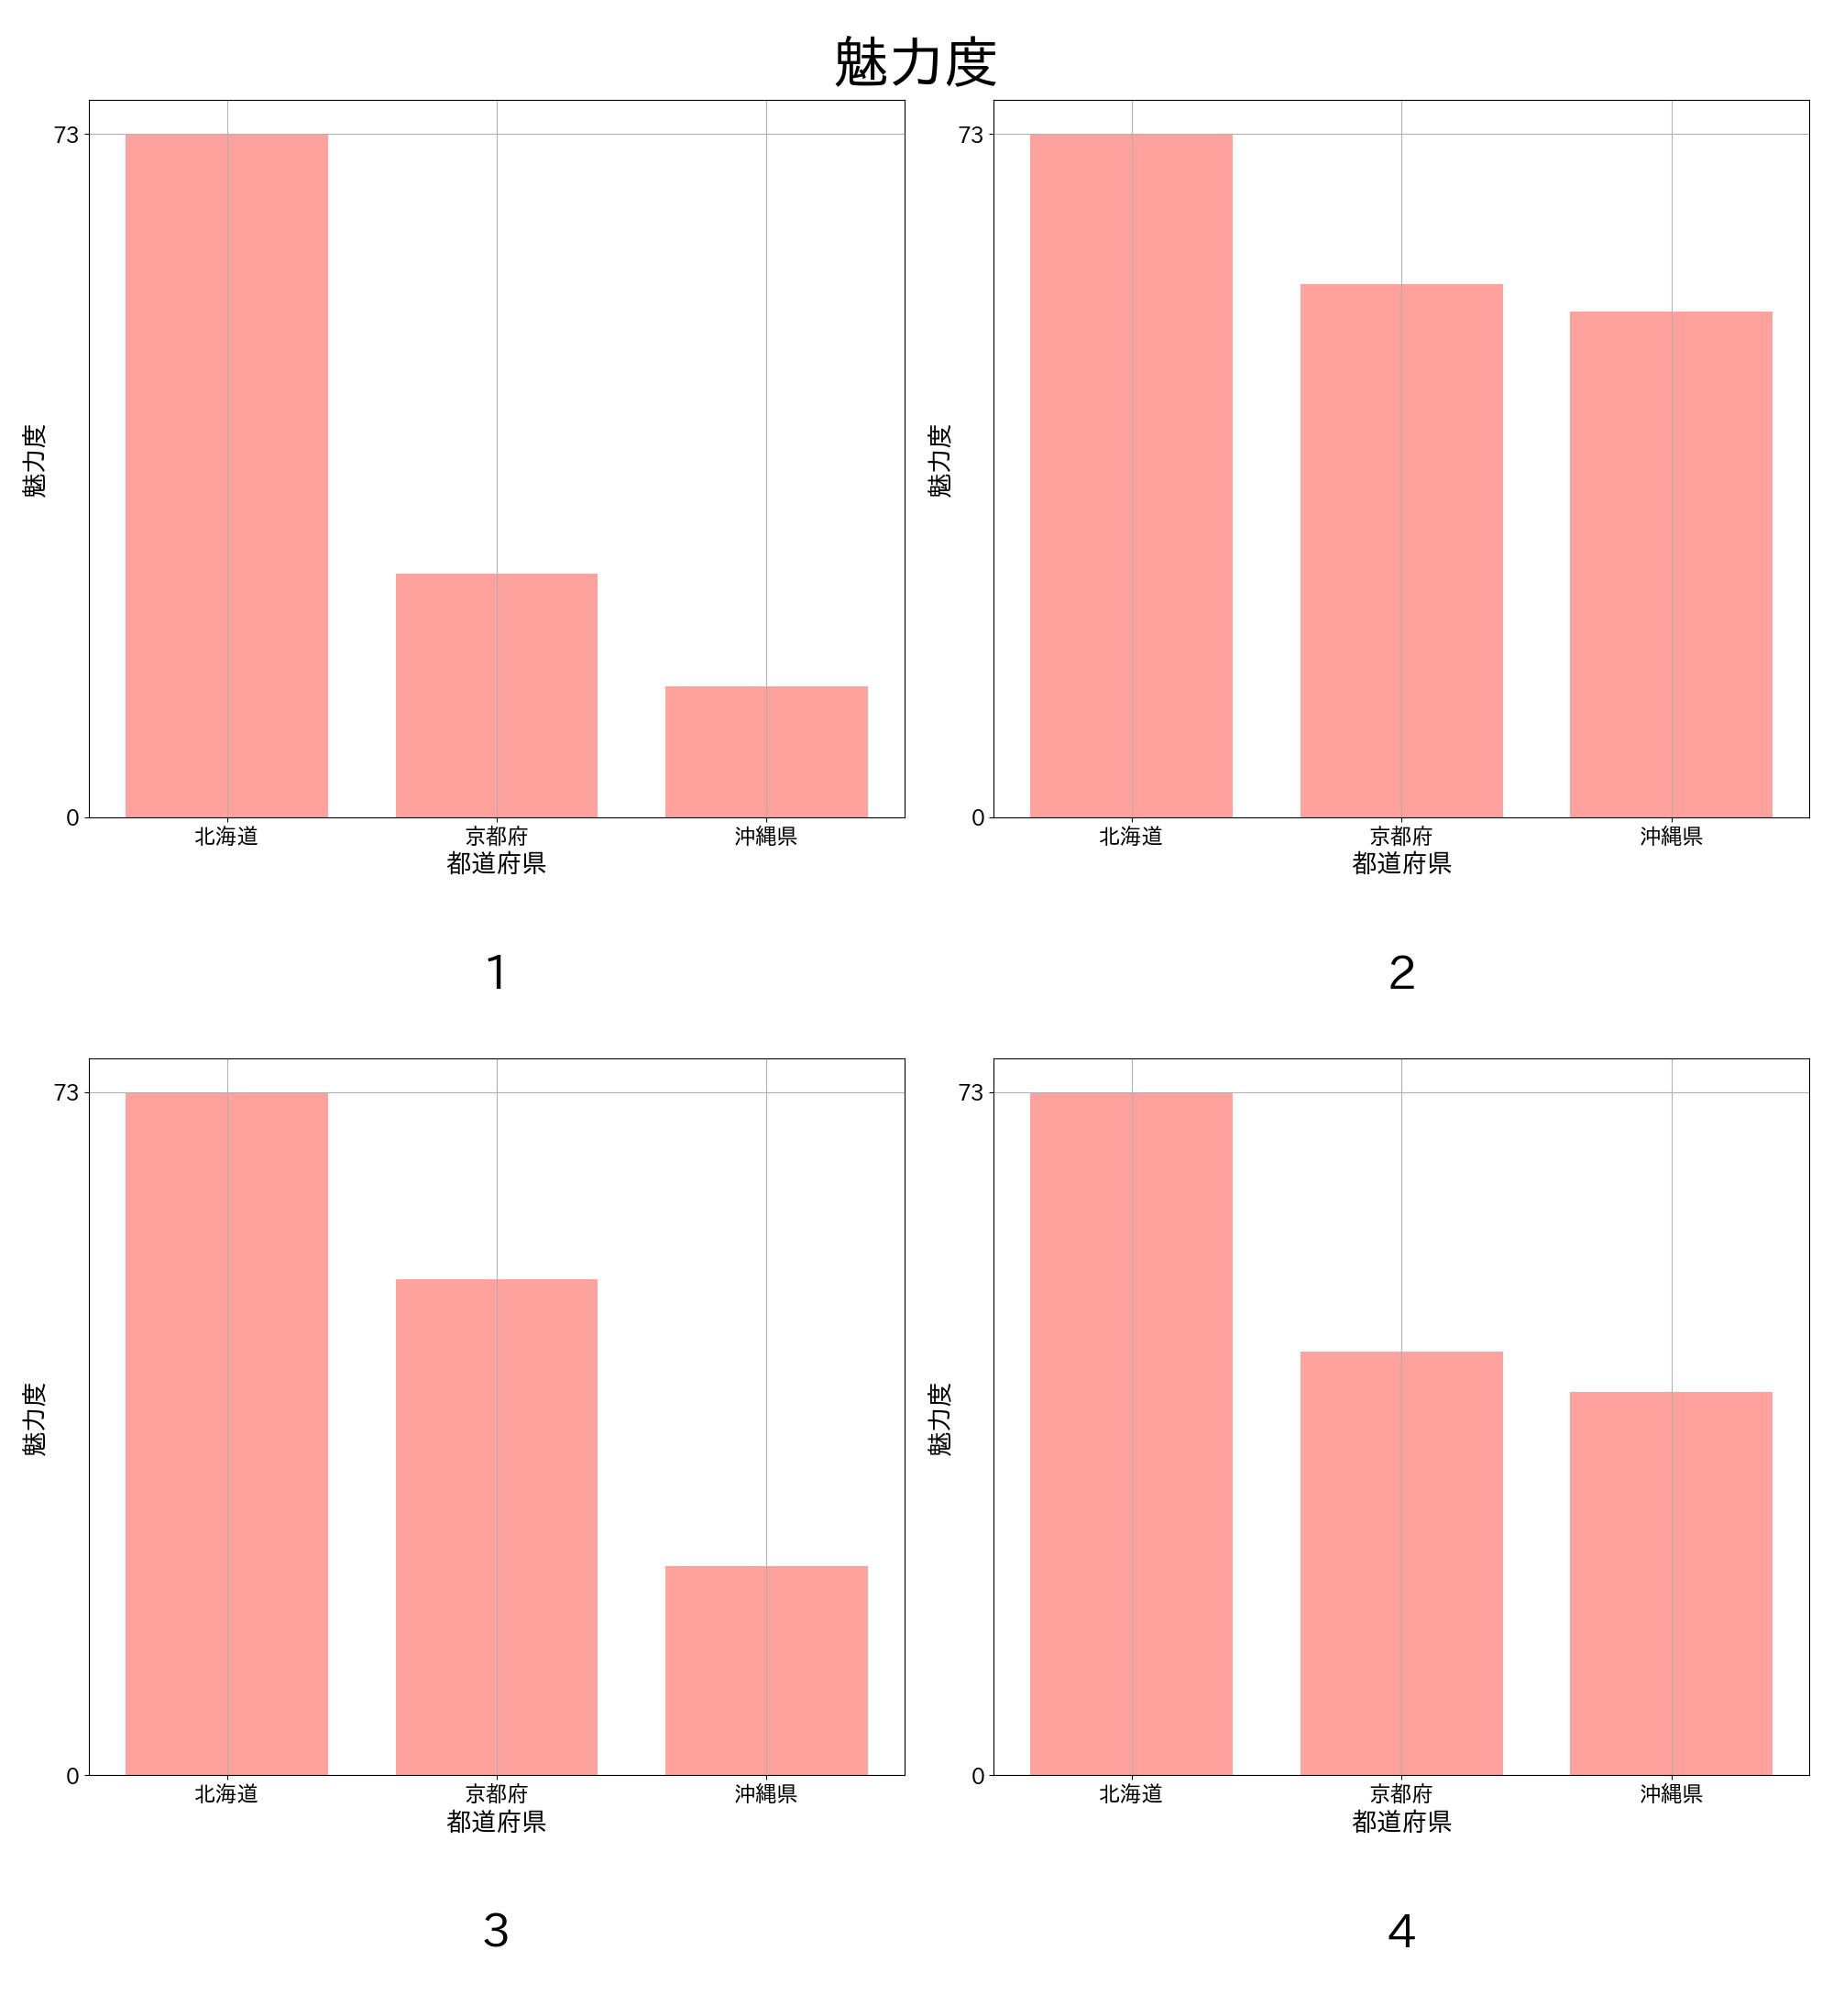 魅力度
73
魅力度
0
北海道 京都府 沖縄県
都道府県
1
73
魅力度
0
北海道 京都府 沖縄県
都道府県
2
73
魅力度
0
北海道 京都府 沖縄県
都道府県
3
73
魅力度
0
北海道 京都府 沖縄県
都道府県
4